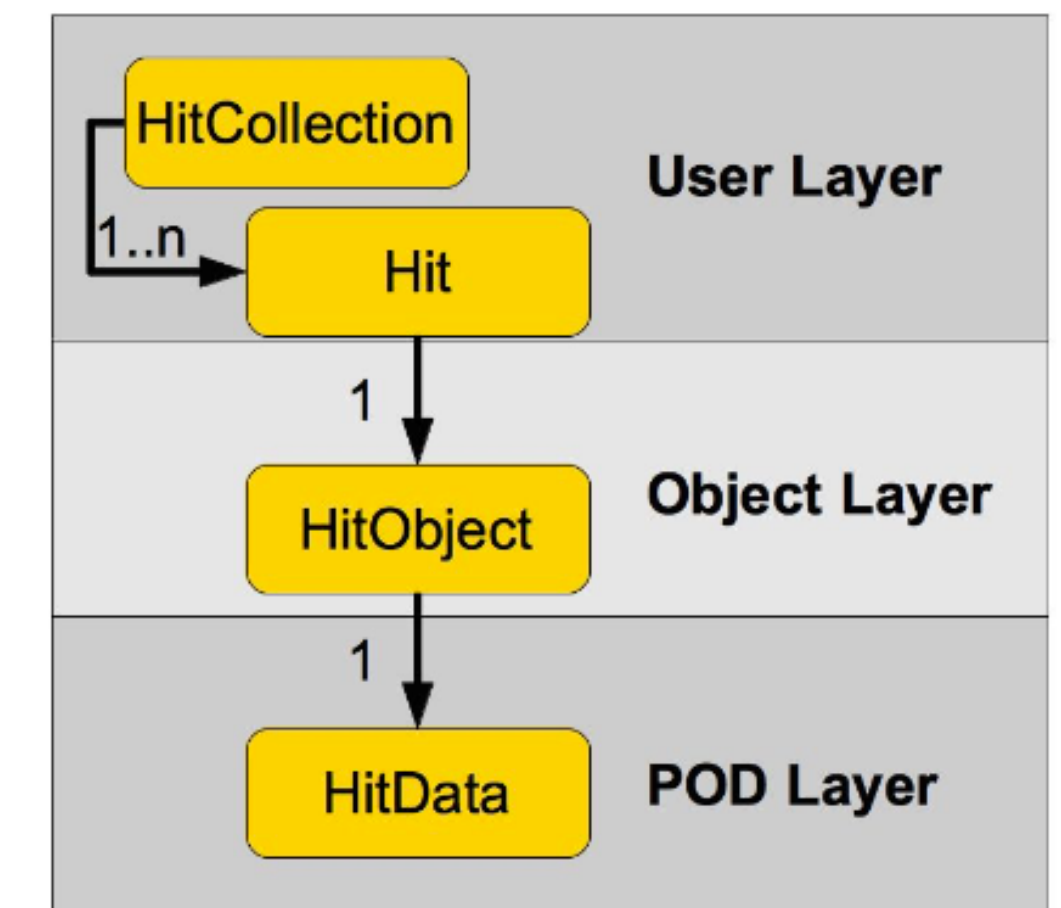 HitCollection
User Layer
1..n
Hit
1
HitObject
Object Layer
1
HitData
POD Layer